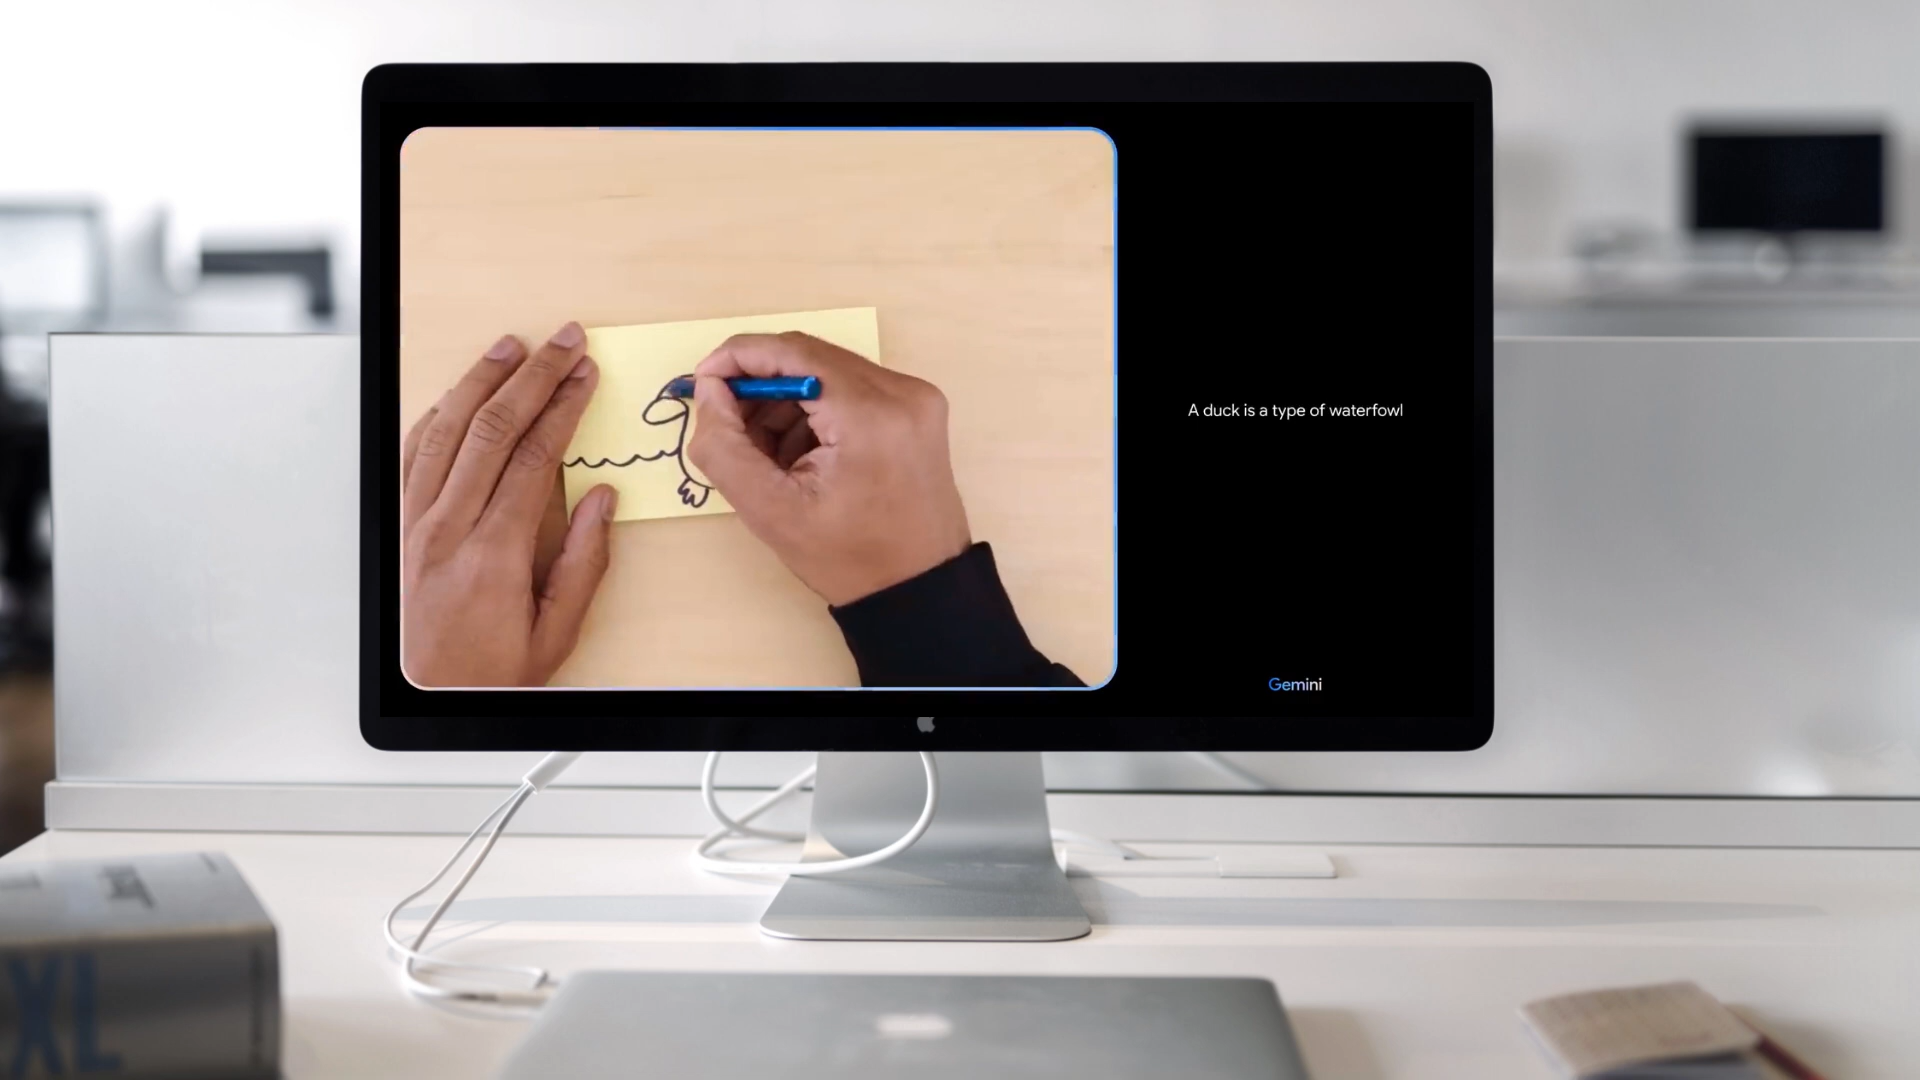 A duck is a type of waterfowl
Gemini
XL